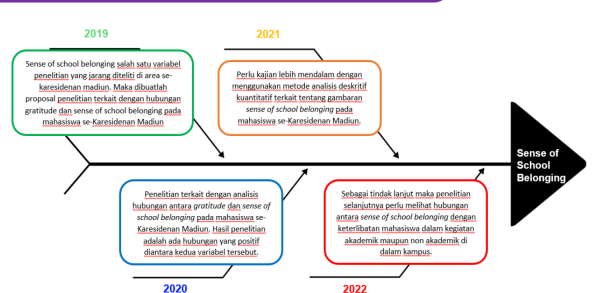 2019
Sense of school belonging salah satu variabel
penelitian yang jarang diteliti di area se-
karesidenan madiun. Maka dibuatlah
proposal penelitian terkait dengan hubungan
gratitude dan sense of school belonging pada
mahasiswa se-Karesidenan Madiun
2021
Perlu kajian lebih mendalam dengan
menggunakan metode analisis deskritif
kuantitatif terkait tentang gambaran
sense of school belonging pada
mahasiswa se-Karesidenan Madiun.
Sense of
School
Belonging
Penelitian terkait dengan analisis
hubungan antara gratitude dan sense of
school belonging pada mahasiswa se-
Karesidenan Madiun. Hasil penelitian
adalah ada hubungan yang positif
diantara kedua variabel tersebut.
2020
Sebagai tindak lanjut maka penelitian
selanjutnya perlu melihat hubungan
antara sense of school belonging dengan
keterlibatan mahasiswa dalam kegiatan
akademik maupun non akademik di
dalam kampus.
2022